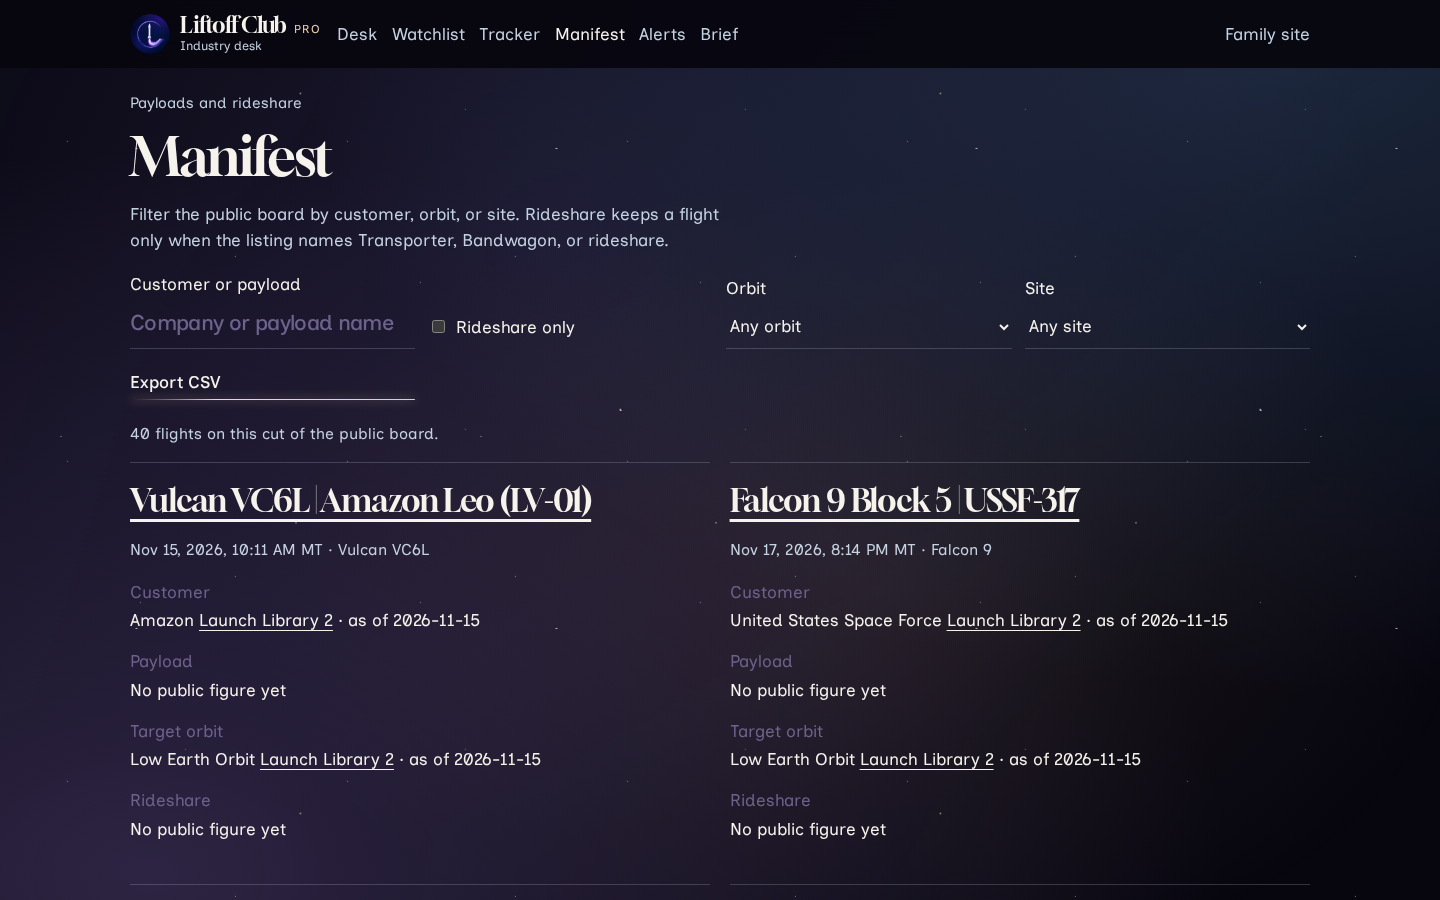 Liftoff Club PRO
Industry desk
Desk Watchlist Tracker Manifest Alerts Brief
Family site
Payloads and rideshare
Manifest
Filter the public board by customer, orbit, or site. Rideshare keeps a flight
only when the listing names Transporter, Bandwagon, or rideshare.
Customer or payload
Company or payload name
Rideshare only
Orbit
Any orbit
Site
Any site
Export CSV
40 flights on this cut of the public board.
Vulcan VC6L | Amazon Leo (LV-01)
Nov 15, 2026, 10:11 AM MT · Vulcan VC6L
Customer
Amazon Launch Library 2 · as of 2026-11-15
Payload
No public figure yet
Target orbit
Low Earth Orbit Launch Library 2 · as of 2026-11-15
Rideshare
No public figure yet
Falcon 9 Block 5 | USSF-317
Nov 17, 2026, 8:14 PM MT · Falcon 9
Customer
United States Space Force Launch Library 2 · as of 2026-11-15
Payload
No public figure yet
Target orbit
Low Earth Orbit Launch Library 2 · as of 2026-11-15
Rideshare
No public figure yet